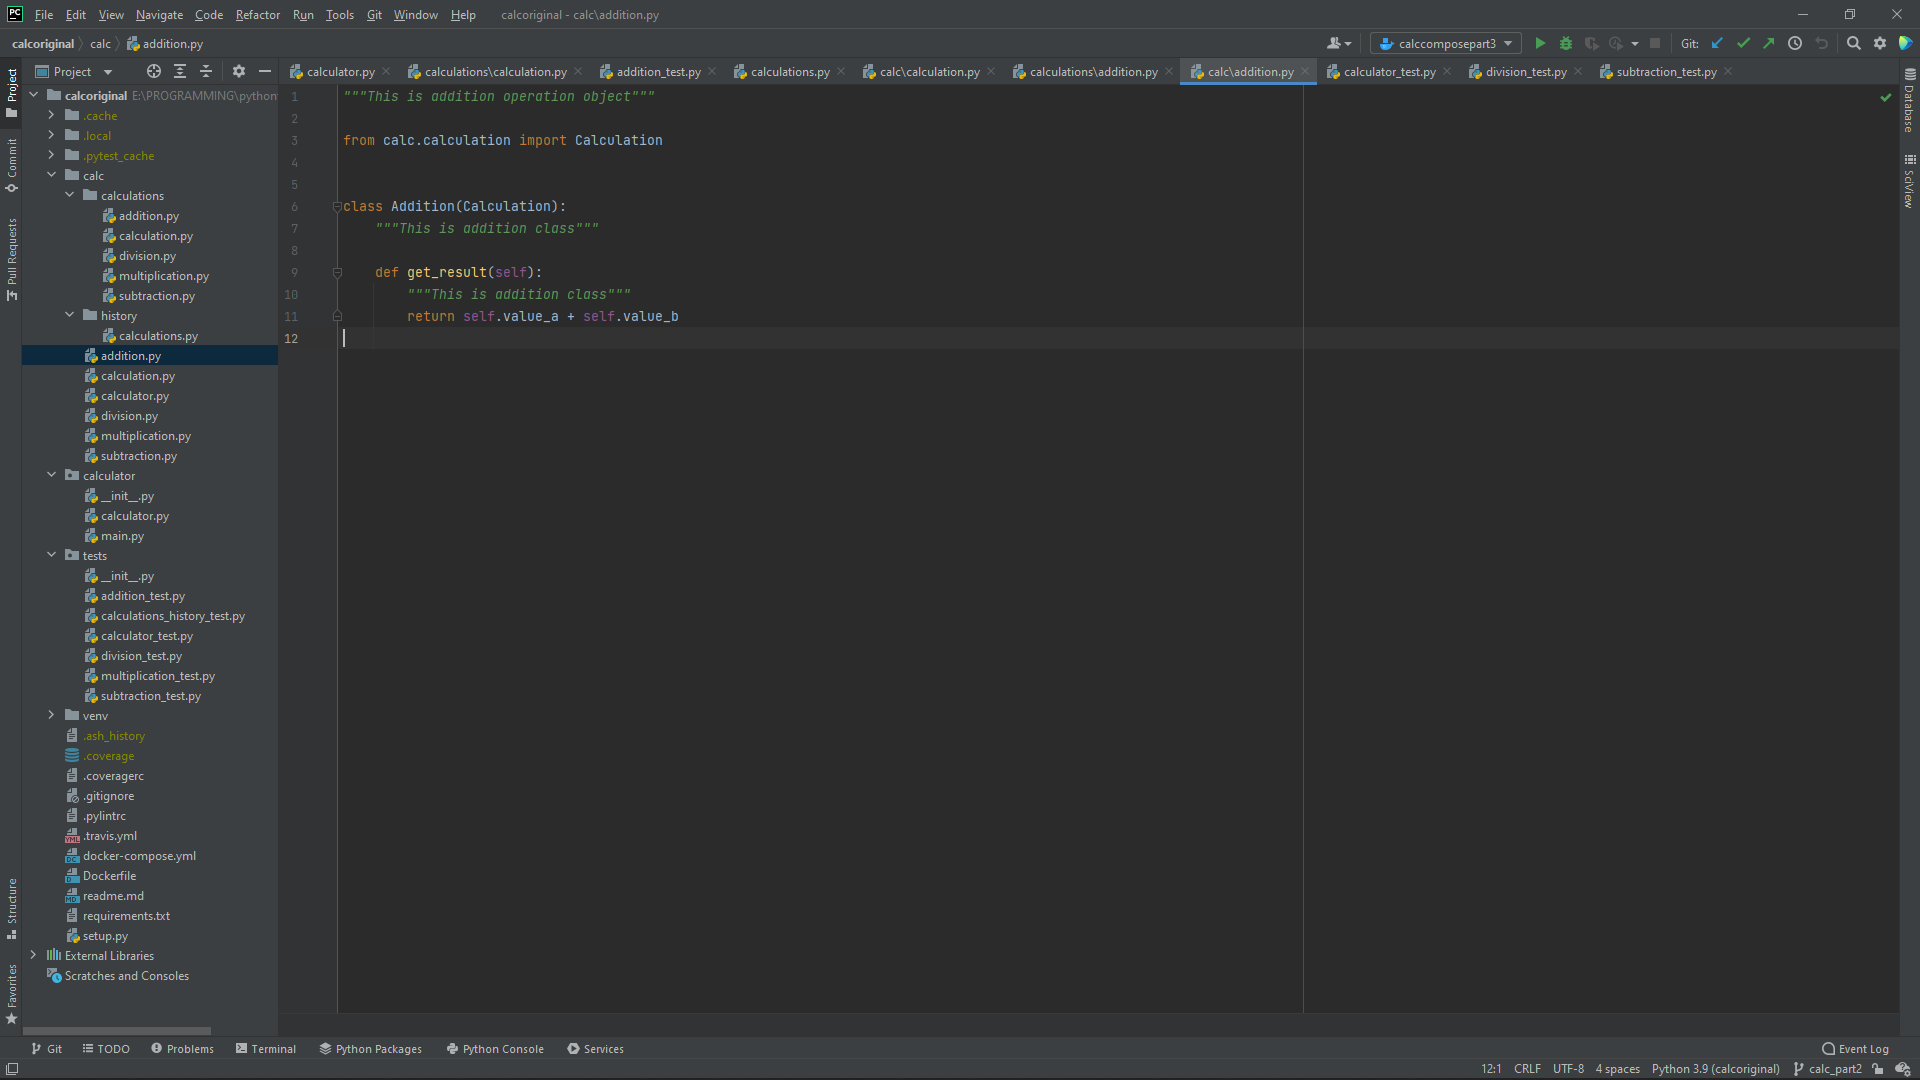 PC File Edit View Navigate Code Refactor Run Tools Git Window Help calcoriginal - calc\addition.py
calcoriginal calc addition.py calccomposepart3 Git:
Project calculator.py calculations\calculation.py addition_test.py calculations.py calc\calculation.py calculations\addition.py calc\addition.py calculator_test.py division_test.py subtraction_test.py
Project
Commit
Pull Requests
Structure
Favorites
calcoriginal E:\PROGRAMMING\python
.cache
.local
.pytest_cache
calc
calculations
addition.py
calculation.py
division.py
multiplication.py
subtraction.py
history
calculations.py
addition.py
calculation.py
calculator.py
division.py
multiplication.py
subtraction.py
calculator
__init__.py
calculator.py
main.py
tests
__init__.py
addition_test.py
calculations_history_test.py
calculator_test.py
division_test.py
multiplication_test.py
subtraction_test.py
venv
.ash_history
.coverage
.coveragerc
.gitignore
.pylintrc
.travis.yml
docker-compose.yml
Dockerfile
readme.md
requirements.txt
setup.py
External Libraries
Scratches and Consoles
1 """This is addition operation object"""
2
3 from calc.calculation import Calculation
4
5
6 class Addition(Calculation):
7 """This is addition class"""
8
9 def get_result(self):
10 """This is addition class"""
11 return self.value_a + self.value_b
12
Database
SciView
Git TODO Problems Terminal Python Packages Python Console Services Event Log
12:1 CRLF UTF-8 4 spaces Python 3.9 (calcoriginal) calc_part2